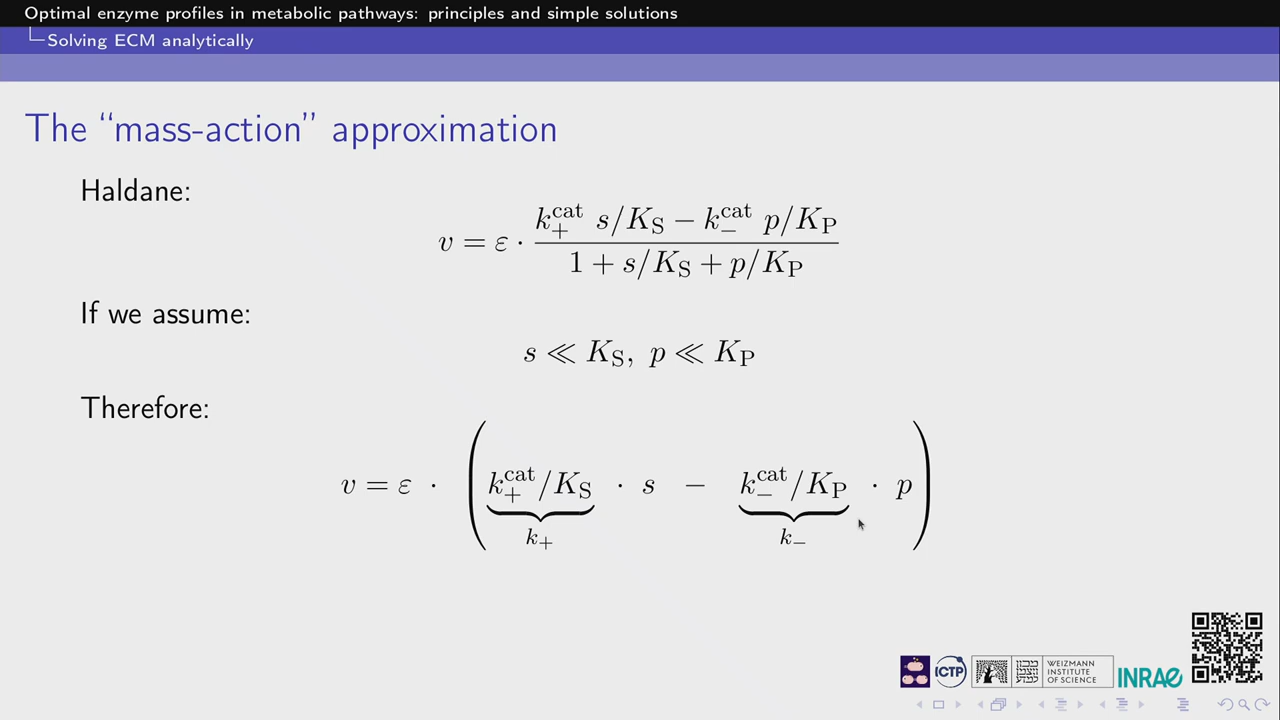 Optimal enzyme profiles in metabolic pathways: principles and simple solutions
Solving ECM analytically
The “mass-action” approximation
Haldane:
v = ε · (k₊^cat s/K_S − k₋^cat p/K_P) / (1 + s/K_S + p/K_P)
If we assume:
s ≪ K_S, p ≪ K_P
Therefore:
v = ε · ( k₊^cat/K_S · s − k₋^cat/K_P · p )
k₊ k₋
ICTP
WEIZMANN
INSTITUTE
OF SCIENCE
INRAE